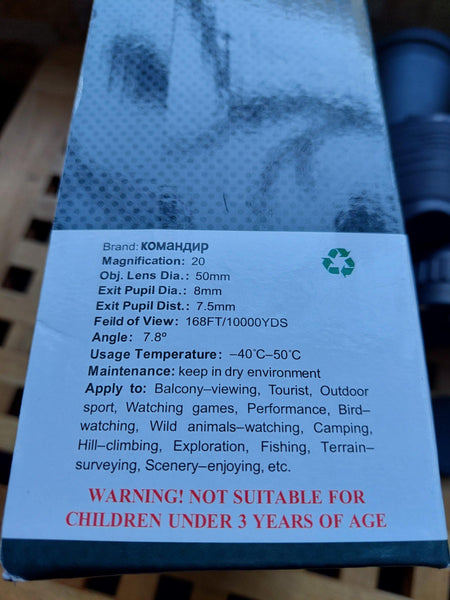 Brand: командир
Magnification: 20
Obj. Lens Dia.: 50mm
Exit Pupil Dia.: 8mm
Exit Pupil Dist.: 7.5mm
Feild of View: 168FT/10000YDS
Angle: 7.8º
Usage Temperature: –40℃–50℃
Maintenance: keep in dry environment
Apply to: Balcony–viewing, Tourist, Outdoor
sport, Watching games, Performance, Bird–
watching, Wild animals–watching, Camping,
Hill–climbing, Exploration, Fishing, Terrain–
surveying, Scenery–enjoying, etc.
WARNING! NOT SUITABLE FOR
CHILDREN UNDER 3 YEARS OF AGE